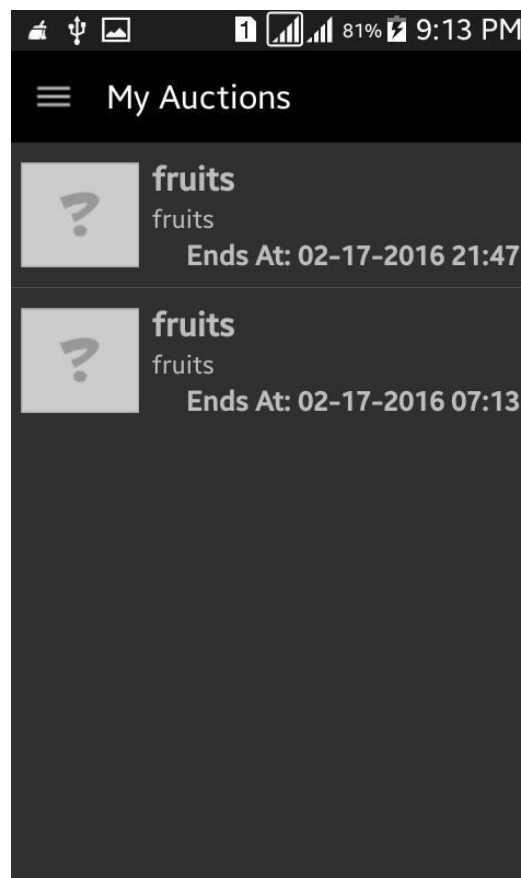 1 81% 9:13 PM
My Auctions
fruits
fruits
Ends At: 02-17-2016 21:47
fruits
fruits
Ends At: 02-17-2016 07:13